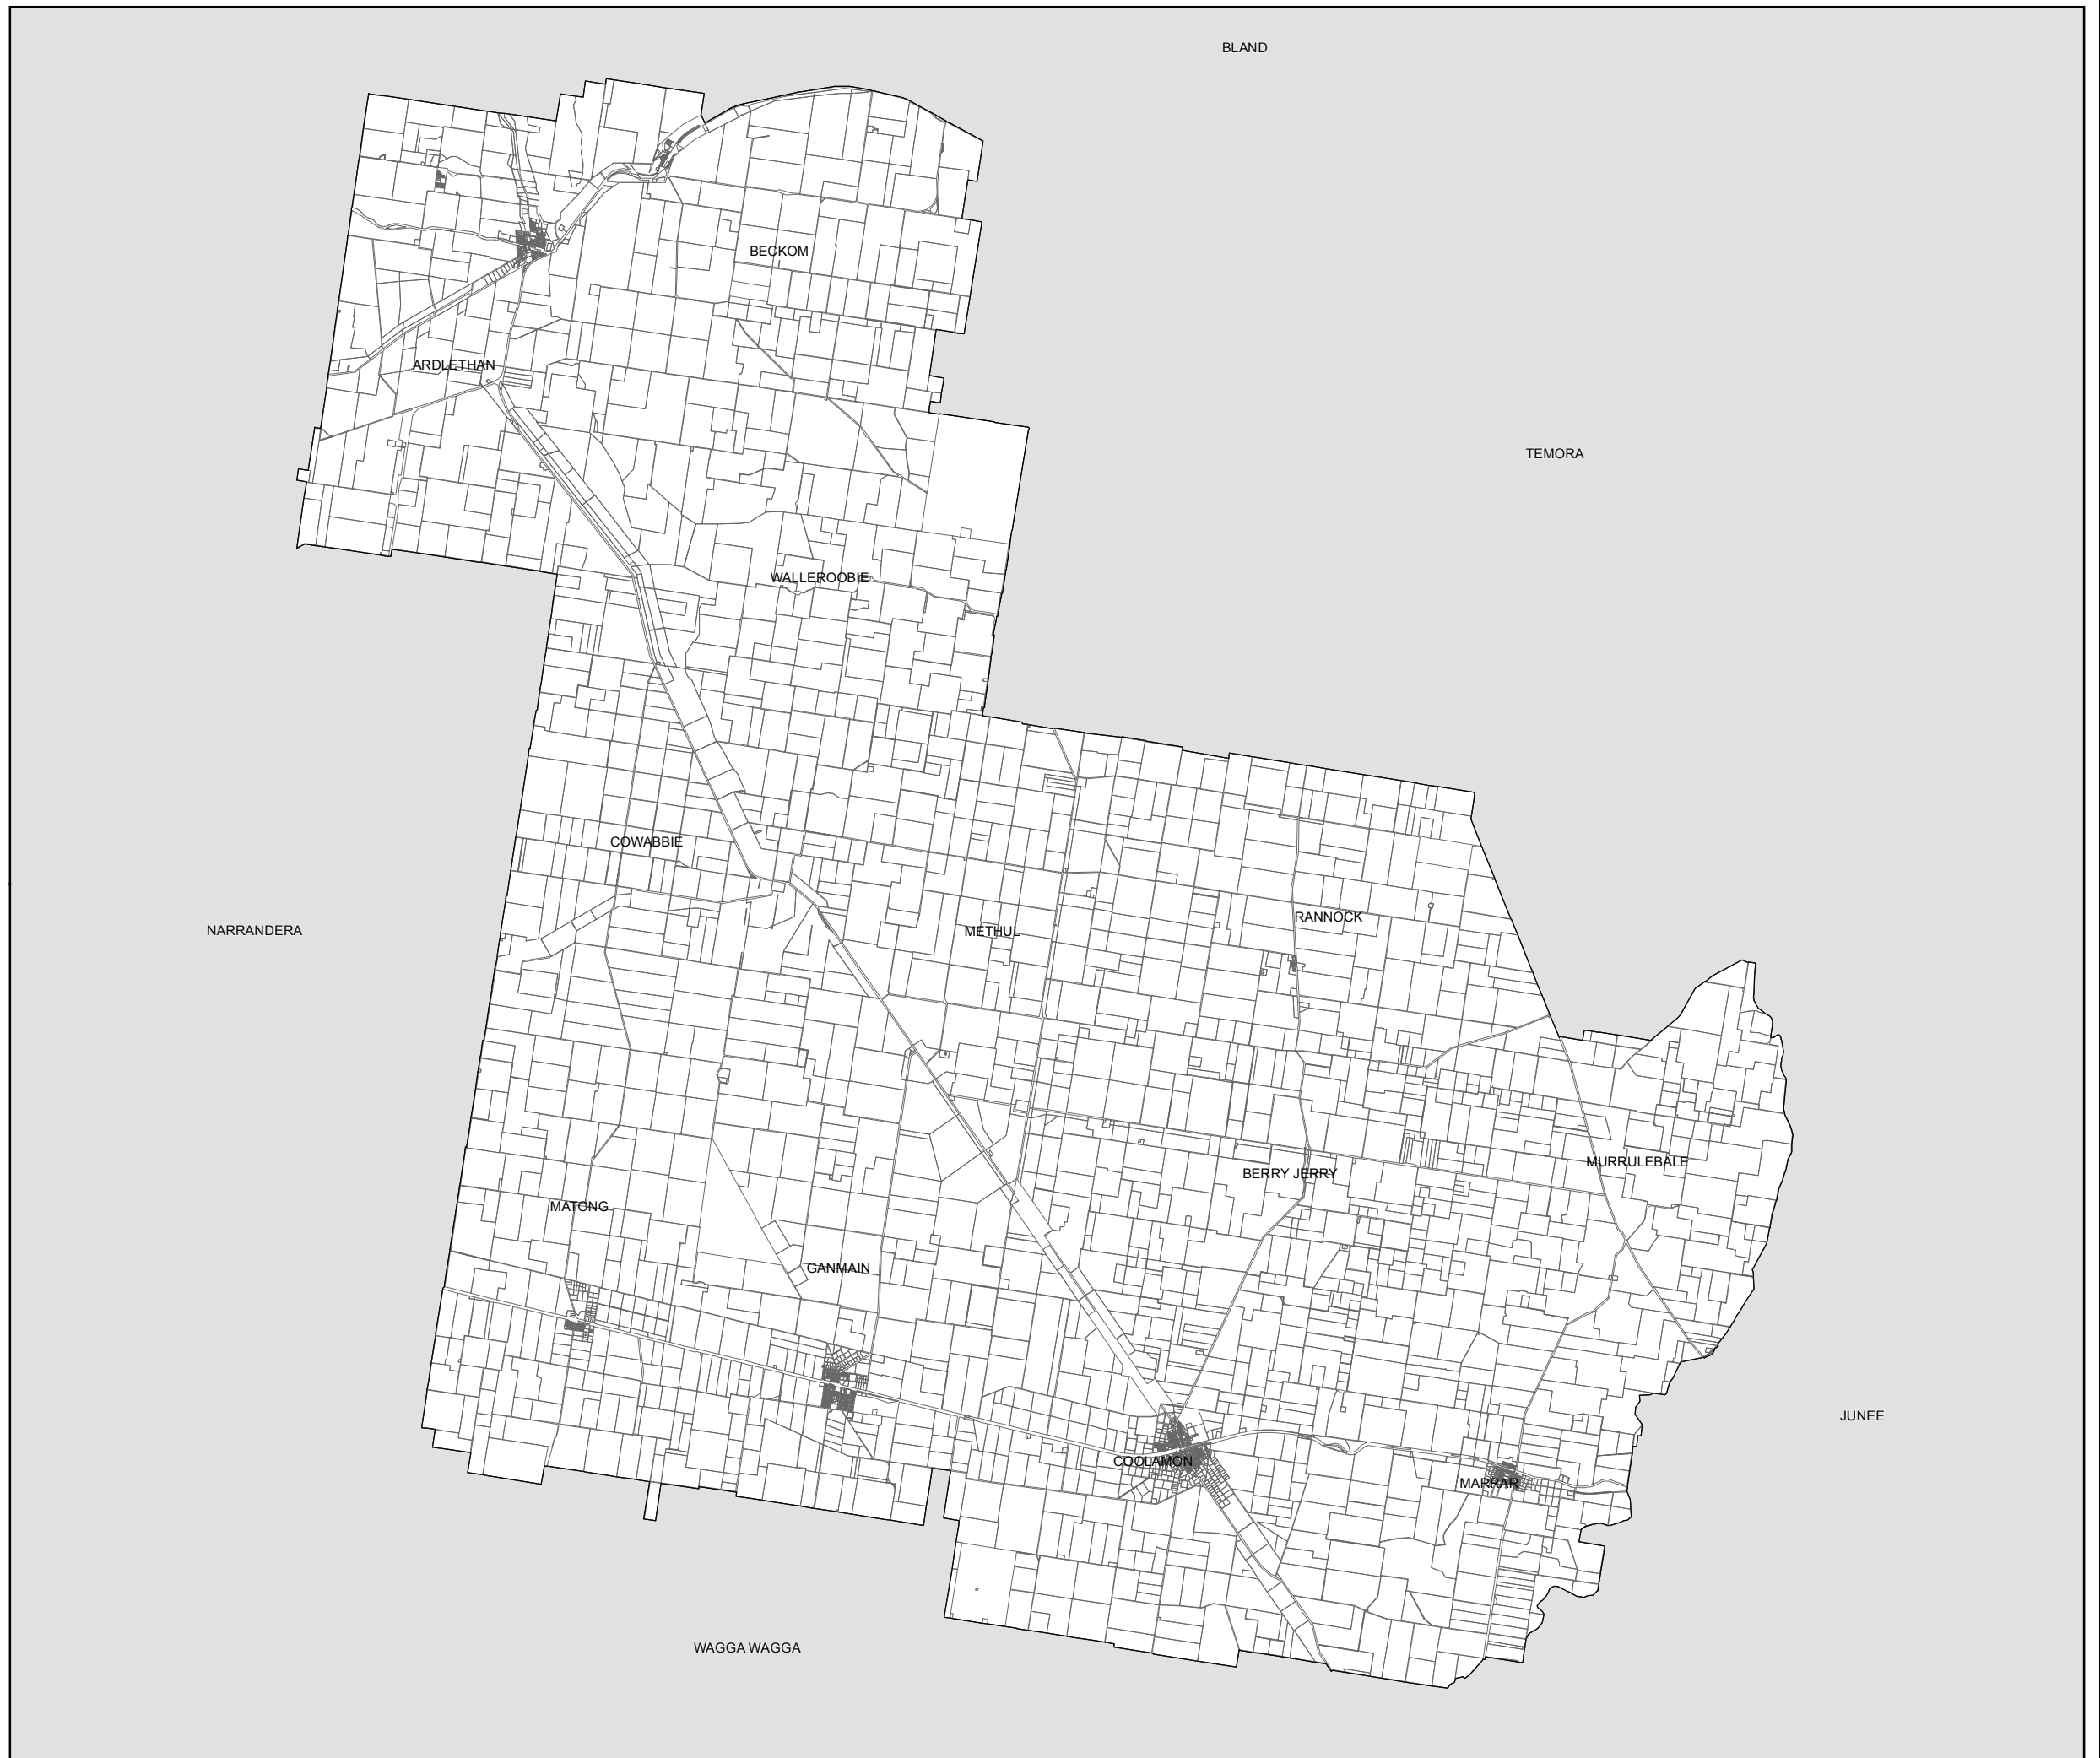 BLAND
BECKOM
ARDLETHAN
TEMORA
WALLEROOBIE
COWABBIE
RANNOCK
NARRANDERA
METHUL
MURRULEBALE
BERRY JERRY
MATONG
GANMAIN
JUNEE
COOLAMON
MARRAR
WAGGA WAGGA